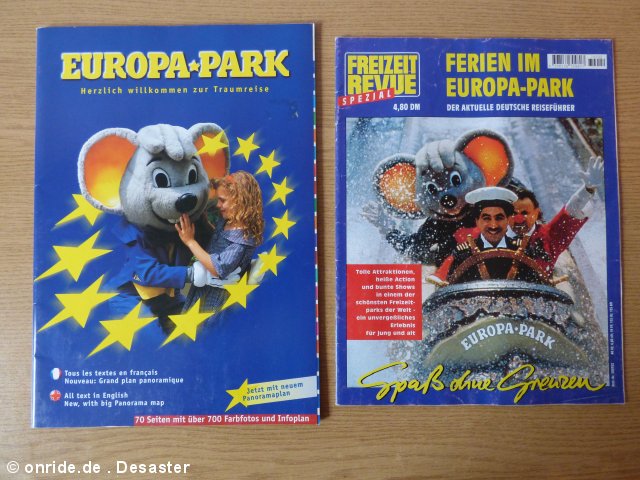 EUROPA★PARK
Herzlich willkommen zur Traumreise
Tous les textes en français
Nouveau: Grand plan panoramique
All text in English
New, with big Panorama map
Jetzt mit neuem
Panoramaplan
70 Seiten mit über 700 Farbfotos und Infoplan
FREIZEIT
REVUE
SPEZIAL
4,80 DM
FERIEN IM
EUROPA-PARK
DER AKTUELLE DEUTSCHE REISEFÜHRER
Tolle Attraktionen,
heiße Action
und bunte Shows
in einem der
schönsten Freizeit-
parks der Welt -
ein unvergeßliches
Erlebnis
für jung und alt
EUROPA★PARK
Spaß ohne Grenzen
© onride.de . Desaster